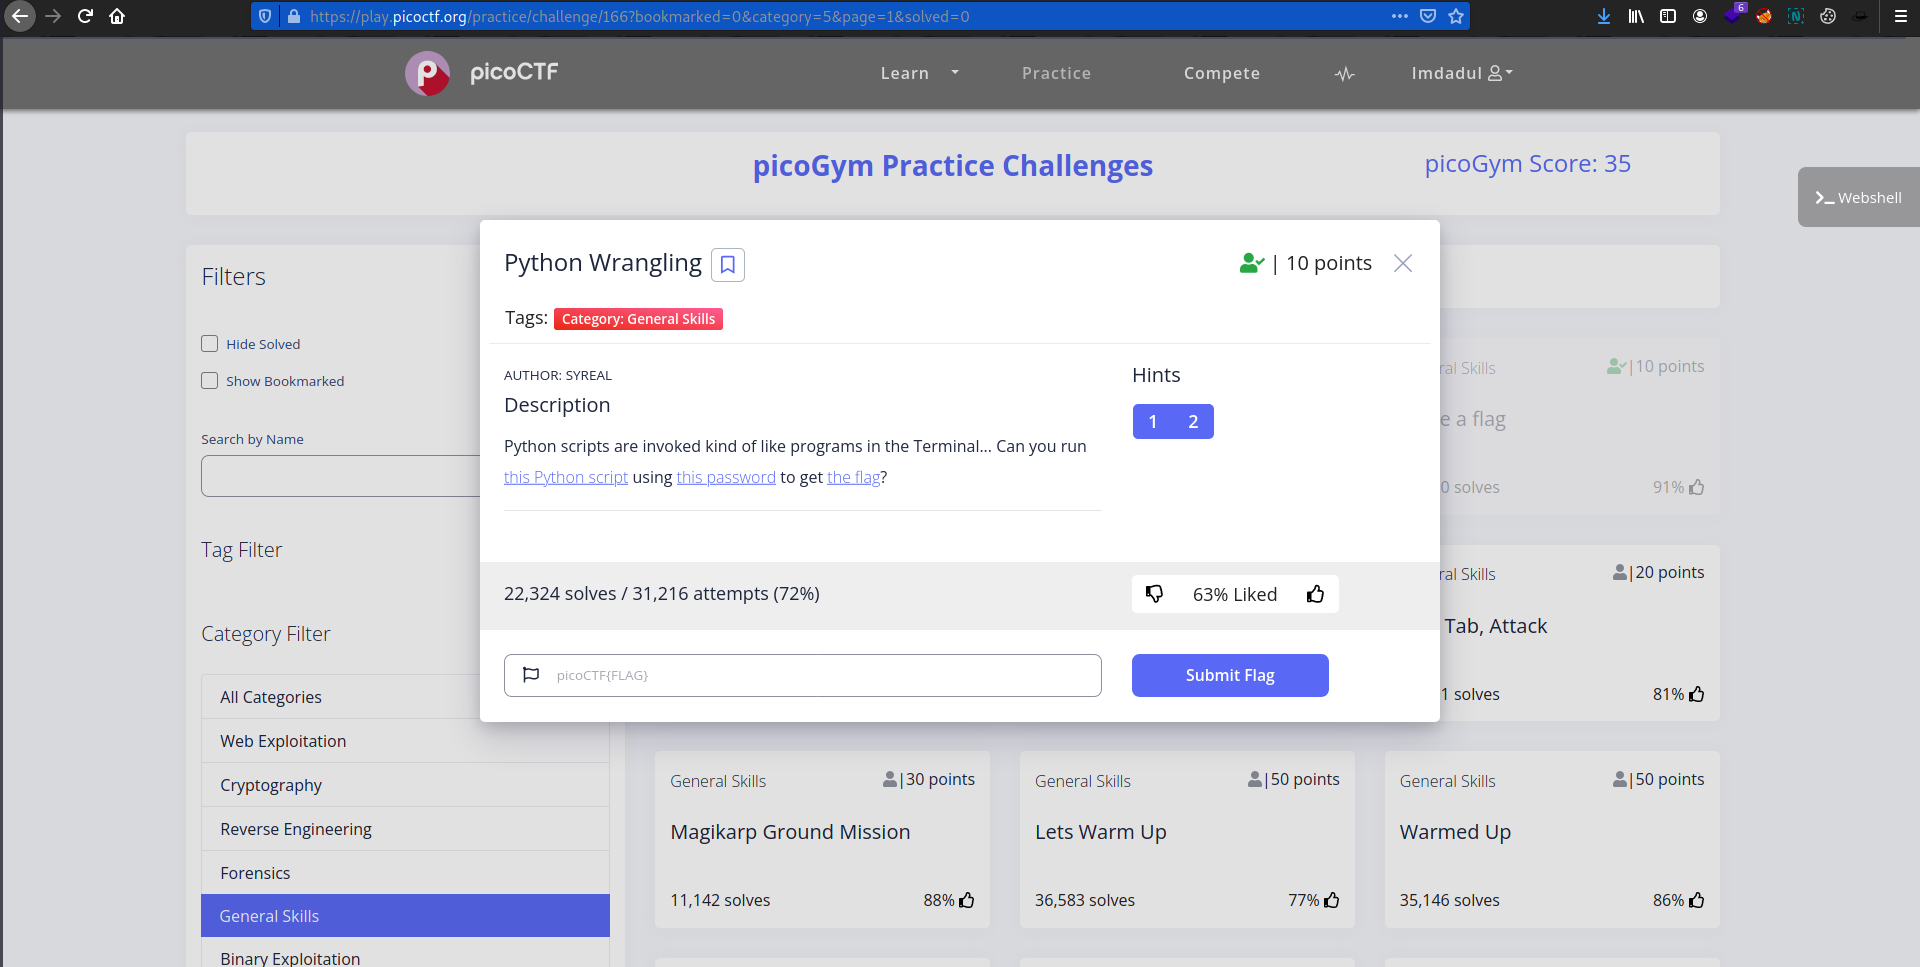 https://play.picoctf.org/practice/challenge/166?bookmarked=0&category=5&page=1&solved=0
6
picoCTF
Learn
Practice
Compete
Imdadul
picoGym Practice Challenges
picoGym Score: 35
Webshell
Filters
Hide Solved
Show Bookmarked
Search by Name
Tag Filter
Category Filter
All Categories
Web Exploitation
Cryptography
Reverse Engineering
Forensics
General Skills
Binary Exploitation
Python Wrangling
| 10 points
Tags: Category: General Skills
AUTHOR: SYREAL
Description
Python scripts are invoked kind of like programs in the Terminal... Can you run
this Python script using this password to get the flag?
Hints
1 2
22,324 solves / 31,216 attempts (72%)
63% Liked
picoCTF{FLAG}
Submit Flag
ral Skills
|10 points
e a flag
0 solves
91%
ral Skills
|20 points
Tab, Attack
1 solves
81%
General Skills
|30 points
Magikarp Ground Mission
11,142 solves
88%
General Skills
|50 points
Lets Warm Up
36,583 solves
77%
General Skills
|50 points
Warmed Up
35,146 solves
86%